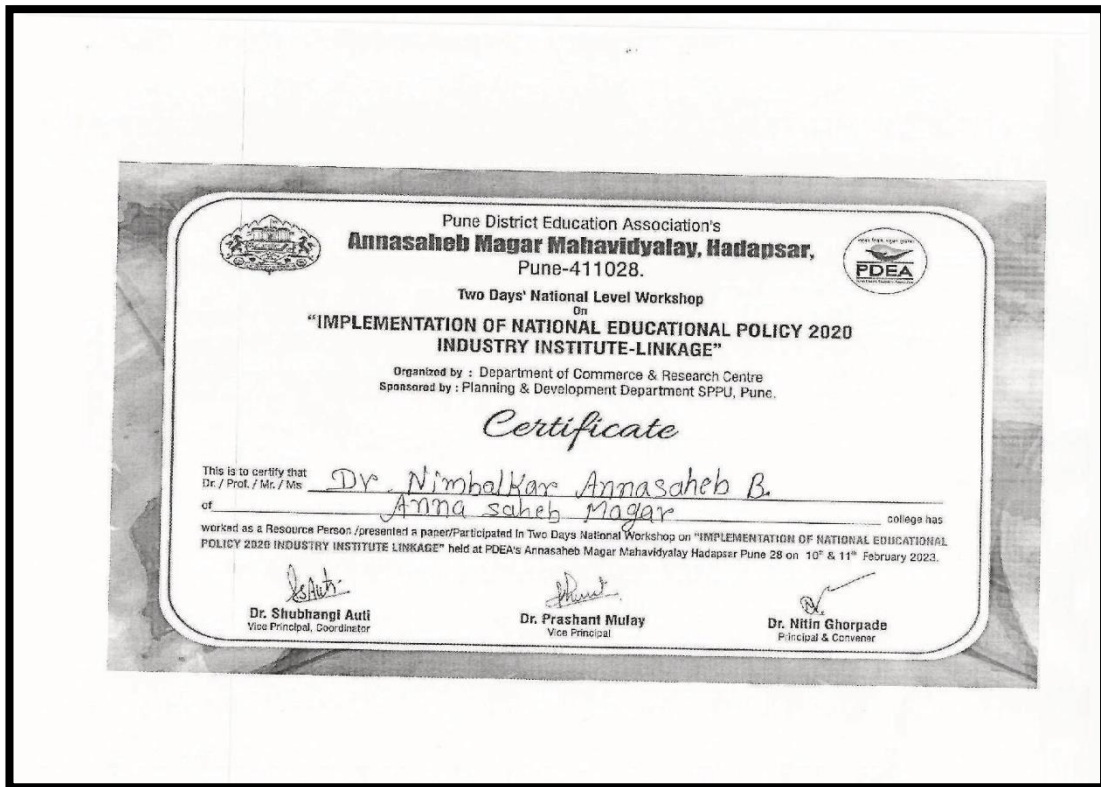 Pune District Education Association's
Annasaheb Magar Mahavidyalay, Hadapsar,
Pune-411028.
PDEA
Two Days' National Level Workshop
On
"IMPLEMENTATION OF NATIONAL EDUCATIONAL POLICY 2020
INDUSTRY INSTITUTE-LINKAGE"
Organized by : Department of Commerce & Research Centre
Sponsored by : Planning & Development Department SPPU, Pune.
Certificate
This is to certify that
Dr. / Prof. / Mr. / Ms Dr. Nimbalkar Annasaheb B.
of Anna saheb Magar college has
worked as a Resource Person /presented a paper/Participated in Two Days National Workshop on "IMPLEMENTATION OF NATIONAL EDUCATIONAL
POLICY 2020 INDUSTRY INSTITUTE LINKAGE" held at PDEA's Annasaheb Magar Mahavidyalay Hadapsar Pune 28 on 10th & 11th February 2023.
Dr. Shubhangi Auti
Vice Principal, Coordinator
Dr. Prashant Mulay
Vice Principal
Dr. Nitin Ghorpade
Principal & Convener